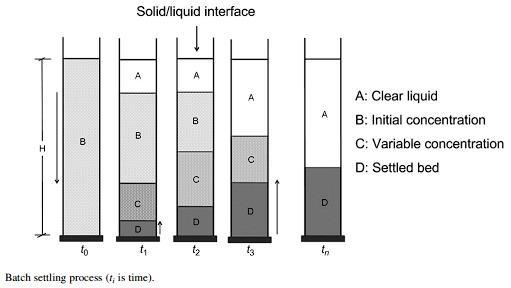 Solid/liquid interface
A
A
A
A
B
B
B
C
C
C
D
D
D
D
H
t0
t1
t2
t3
tn
A: Clear liquid
B: Initial concentration
C: Variable concentration
D: Settled bed
Batch settling process (ti is time).